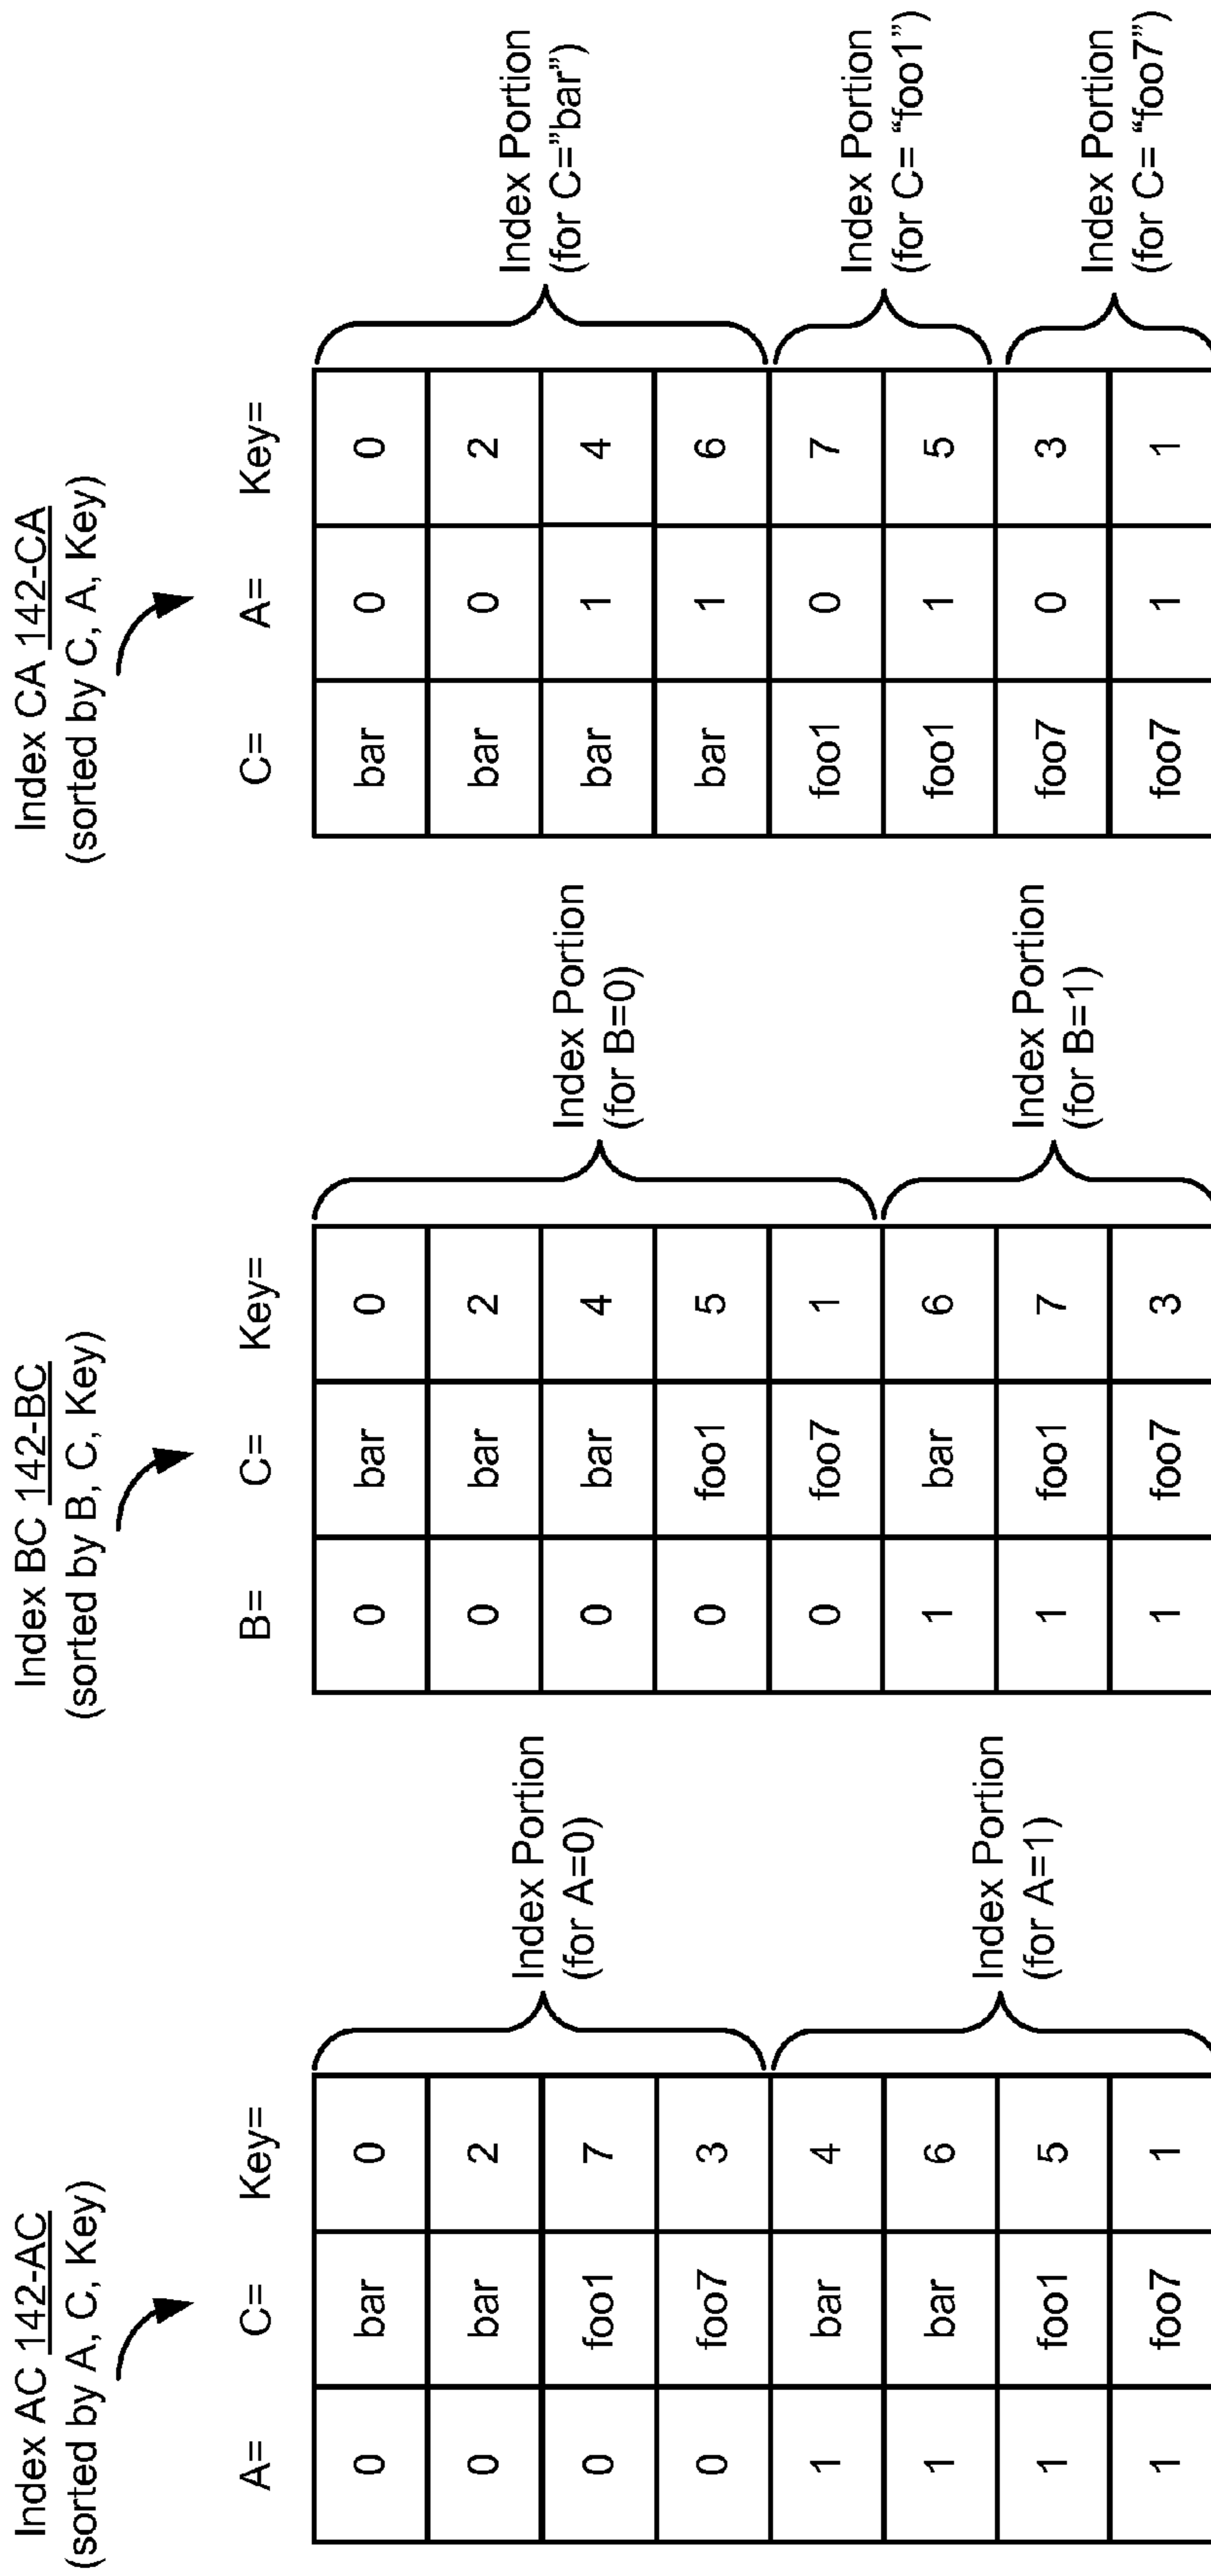 Index AC 142-AC
(sorted by A, C, Key)
A= C= Key=
0 bar 0
0 bar 2
0 foo1 7
0 foo7 3
1 bar 4
1 bar 6
1 foo1 5
1 foo7 1
Index Portion
(for A=0)
Index Portion
(for A=1)
Index BC 142-BC
(sorted by B, C, Key)
B= C= Key=
0 bar 0
0 bar 2
0 bar 4
0 foo1 5
0 foo7 1
1 bar 6
1 foo1 7
1 foo7 3
Index Portion
(for B=0)
Index Portion
(for B=1)
Index CA 142-CA
(sorted by C, A, Key)
C= A= Key=
bar 0 0
bar 0 2
bar 1 4
bar 1 6
foo1 0 7
foo1 1 5
foo7 0 3
foo7 1 1
Index Portion
(for C=”bar”)
Index Portion
(for C= “foo1”)
Index Portion
(for C= “foo7”)